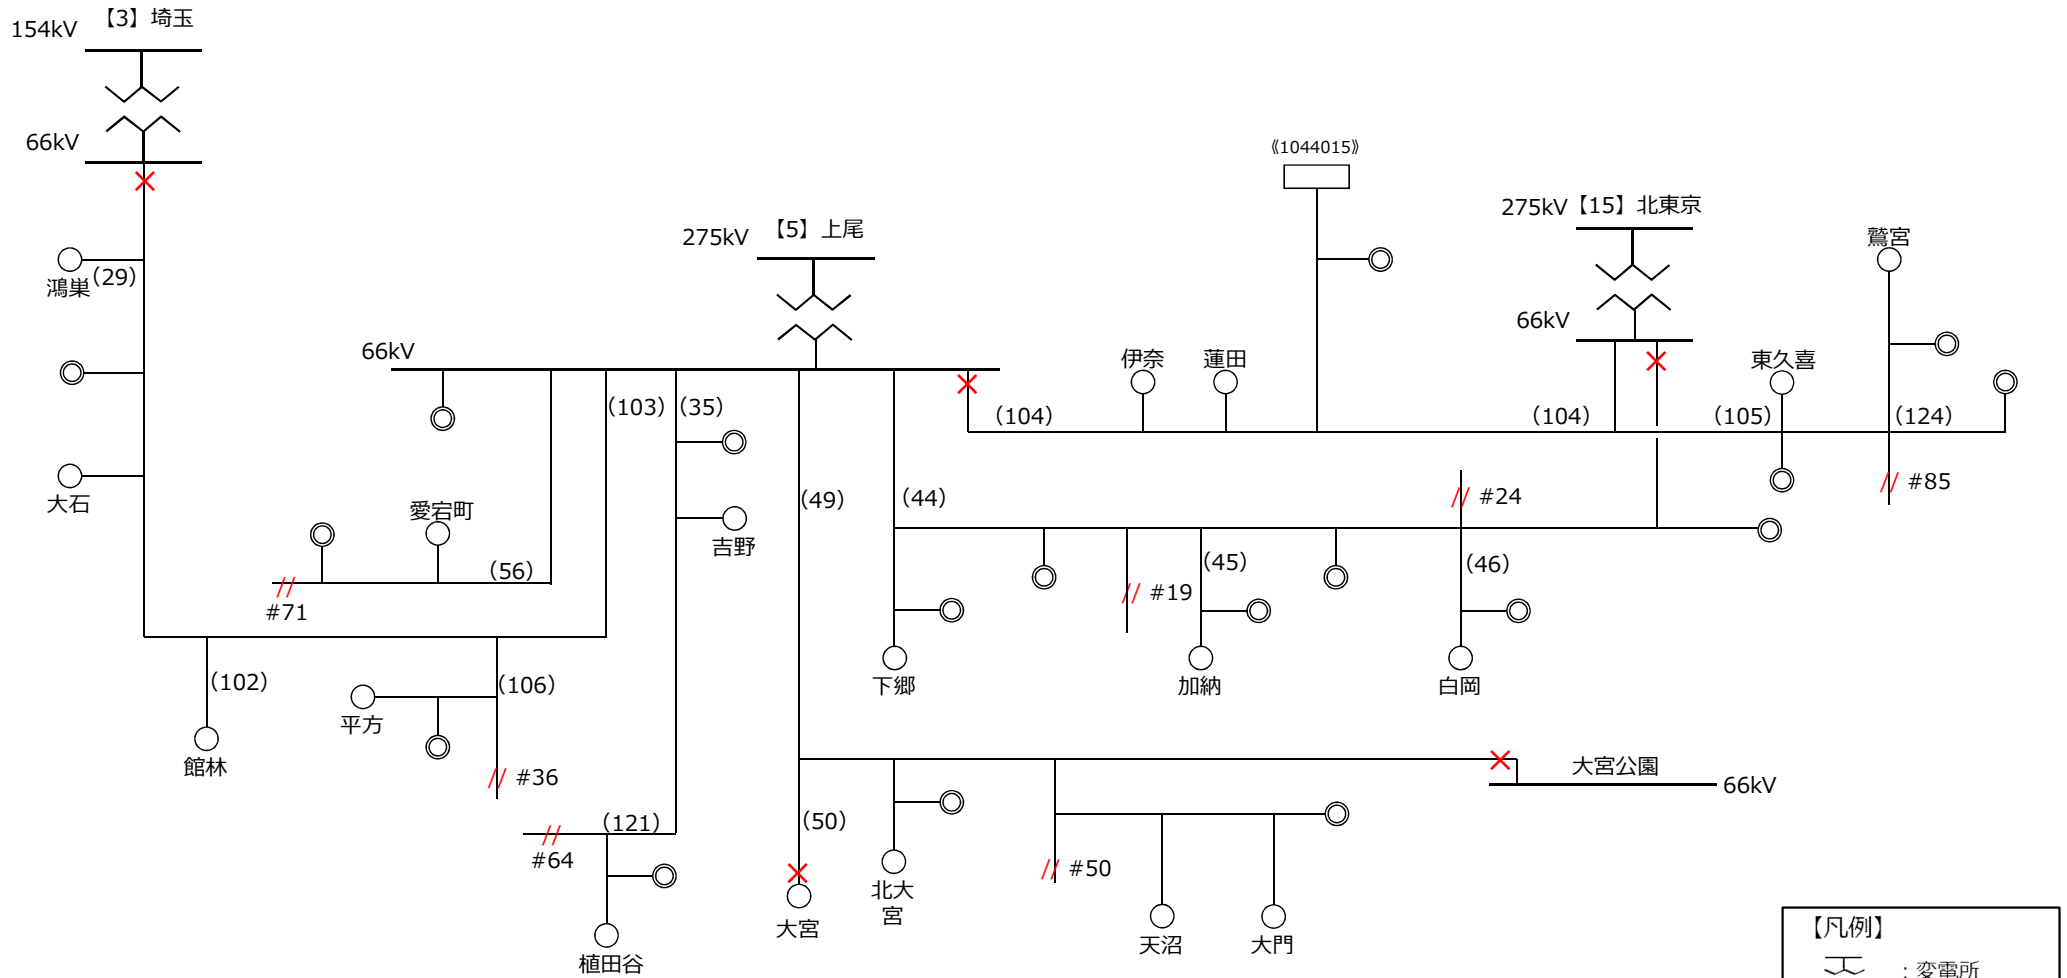 【3】埼玉
154kV
66kV
鴻巣
(29)
大石
(102)
館林
【5】上尾
275kV
66kV
愛宕町
(56)
#71
(103)
(35)
吉野
(106)
平方
#36
(121)
#64
植田谷
(49)
(50)
大宮
(44)
下郷
北大
宮
#50
天沼
大門
大宮公園
66kV
(104)
伊奈
蓮田
《1044015》
(104)
【15】北東京
275kV
66kV
(105)
東久喜
鷲宮
(124)
#85
#24
#19
(45)
加納
(46)
白岡
【凡例】
:変電所